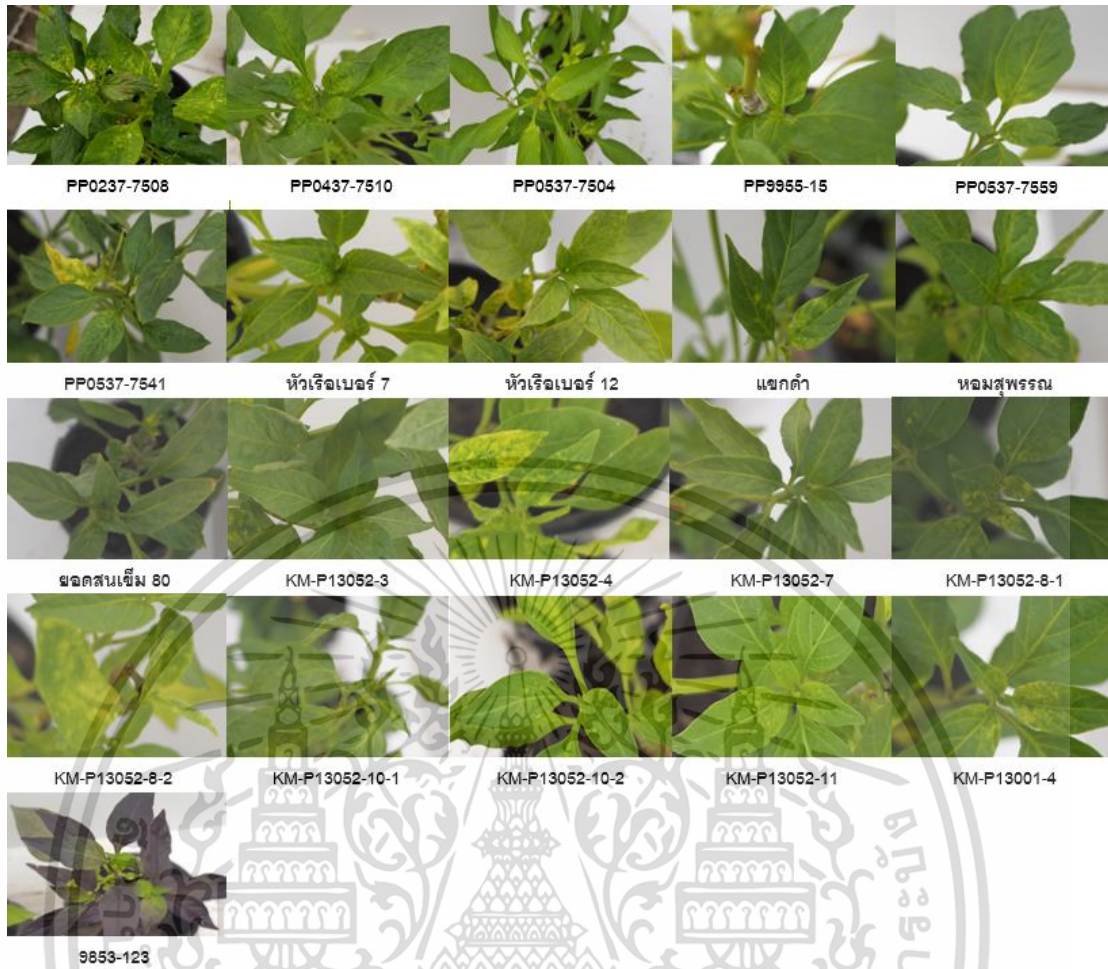 PP0237-7508 PP0437-7510 PP0537-7504 PP9955-15 PP0537-7559
PP0537-7541 หัวเรือเบอร์ 7 หัวเรือเบอร์ 12 แขกดำ หอมสุพรรณ
ยอดสนเข็ม 80 KM-P13052-3 KM-P13052-4 KM-P13052-7 KM-P13052-8-1
KM-P13052-8-2 KM-P13052-10-1 KM-P13052-10-2 KM-P13052-11 KM-P13001-4
9853-123